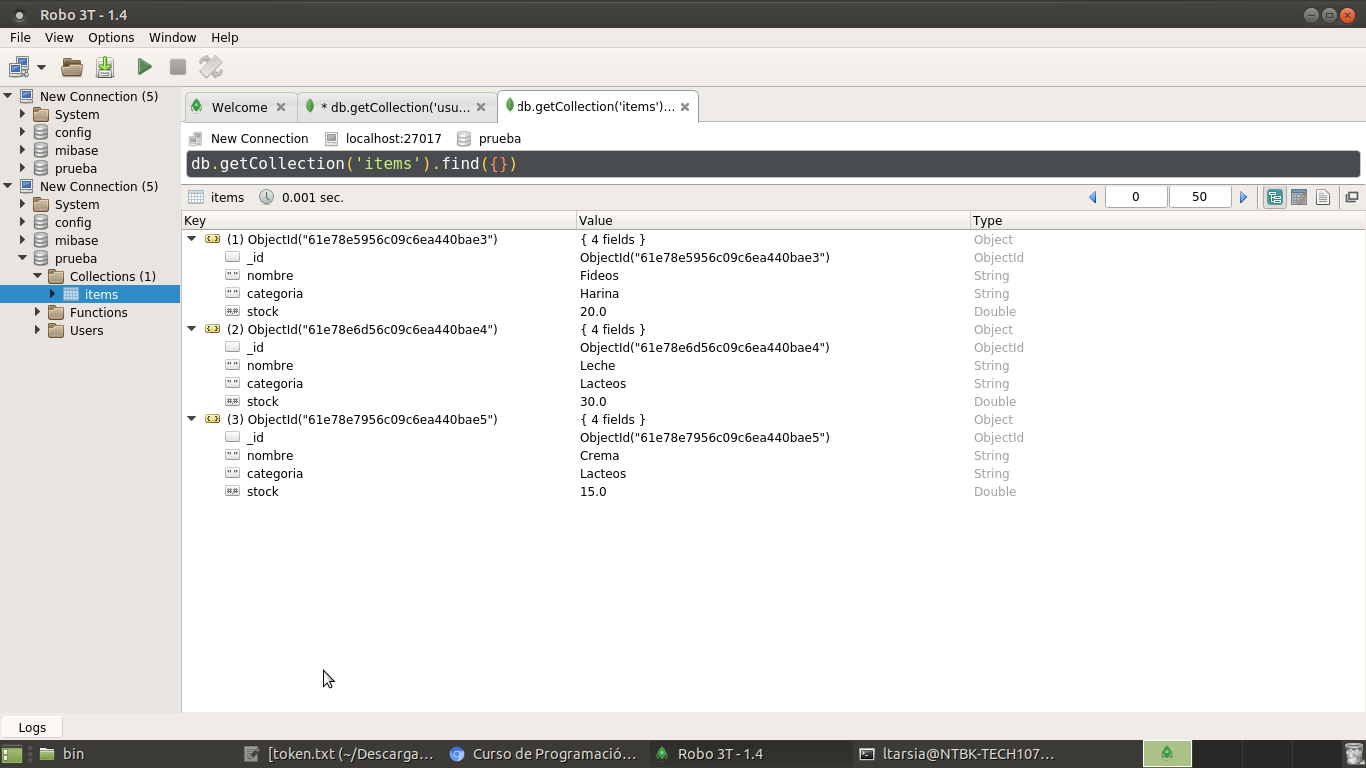 Robo 3T - 1.4
File View Options Window Help
New Connection (5)
System
config
mibase
prueba
New Connection (5)
System
config
mibase
prueba
Collections (1)
items
Functions
Users
Welcome
* db.getCollection('usu...
db.getCollection('items')...
New Connection localhost:27017 prueba
db.getCollection('items').find({})
items 0.001 sec. 0 50
Key Value Type
(1) ObjectId("61e78e5956c09c6ea440bae3") { 4 fields } Object
_id ObjectId("61e78e5956c09c6ea440bae3") ObjectId
nombre Fideos String
categoria Harina String
stock 20.0 Double
(2) ObjectId("61e78e6d56c09c6ea440bae4") { 4 fields } Object
_id ObjectId("61e78e6d56c09c6ea440bae4") ObjectId
nombre Leche String
categoria Lacteos String
stock 30.0 Double
(3) ObjectId("61e78e7956c09c6ea440bae5") { 4 fields } Object
_id ObjectId("61e78e7956c09c6ea440bae5") ObjectId
nombre Crema String
categoria Lacteos String
stock 15.0 Double
Logs
bin [token.txt (~/Descarga... Curso de Programació... Robo 3T - 1.4 ltarsia@NTBK-TECH107...